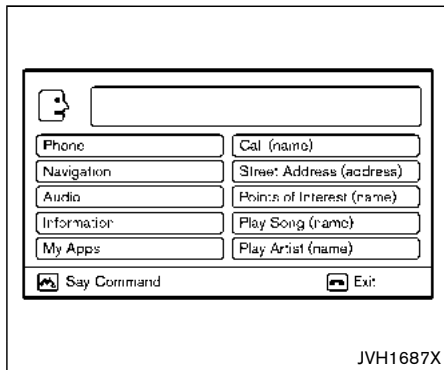 Phone
Call (name)
Navigation
Street Address (address)
Audio
Points of Interest (name)
Information
Play Song (name)
My Apps
Play Artist (name)
Say Command
Exit
JVH1687X